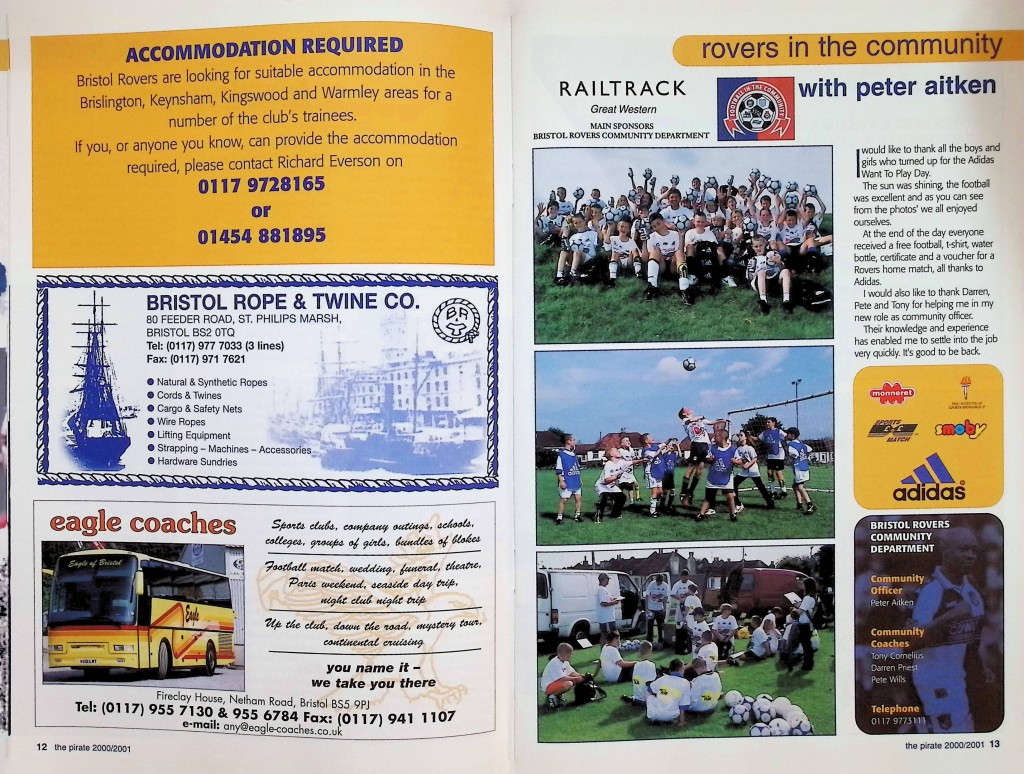 ACCOMMODATION REQUIRED
Bristol Rovers are looking for suitable accommodation in the
Brislington, Keynsham, Kingswood and Warmley areas for a
number of the club's trainees.
If you, or anyone you know, can provide the accommodation
required, please contact Richard Everson on
0117 9728165
or
01454 881895
BRISTOL ROPE & TWINE CO.
80 FEEDER ROAD, ST. PHILIPS MARSH,
BRISTOL BS2 0TQ
Tel: (0117) 977 7033 (3 lines)
Fax: (0117) 971 7621
Natural & Synthetic Ropes
Cords & Twines
Cargo & Safety Nets
Wire Ropes
Lifting Equipment
Strapping – Machines – Accessories
Hardware Sundries
eagle coaches
Eagle of Bristol
Eagle
Sports clubs, company outings, schools,
colleges, groups of girls, bundles of blokes
Football match, wedding, funeral, theatre,
Paris weekend, seaside day trip,
night club night trip
Up the club, down the road, mystery tour,
continental cruising
you name it –
we take you there
Fireclay House, Netham Road, Bristol BS5 9PJ
Tel: (0117) 955 7130 & 955 6784 Fax: (0117) 941 1107
e-mail: any@eagle-coaches.co.uk
12 the pirate 2000/2001
rovers in the community
with peter aitken
RAILTRACK
Great Western
MAIN SPONSORS
BRISTOL ROVERS COMMUNITY DEPARTMENT
FOOTBALL IN THE COMMUNITY
I would like to thank all the boys and
girls who turned up for the Adidas
Want To Play Day.
The sun was shining, the football
was excellent and as you can see
from the photos' we all enjoyed
ourselves.
At the end of the day everyone
received a free football, t-shirt, water
bottle, certificate and a voucher for a
Rovers home match, all thanks to
Adidas.
I would also like to thank Darren,
Pete and Tony for helping me in my
new role as community officer.
Their knowledge and experience
has enabled me to settle into the job
very quickly. It's good to be back.
monneret
SPORTS
MATCH
smoby
adidas
BRISTOL ROVERS
COMMUNITY
DEPARTMENT
Community
Officer
Peter Aitken
Community
Coaches
Tony Cornelius
Darren Priest
Pete Wills
Telephone
0117 9773111
the pirate 2000/2001 13